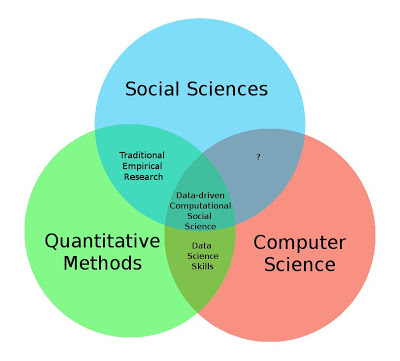 Social Sciences
Traditional
Empirical
Research
?
Data-driven
Computational
Social
Science
Quantitative
Methods
Data
Science
Skills
Computer
Science